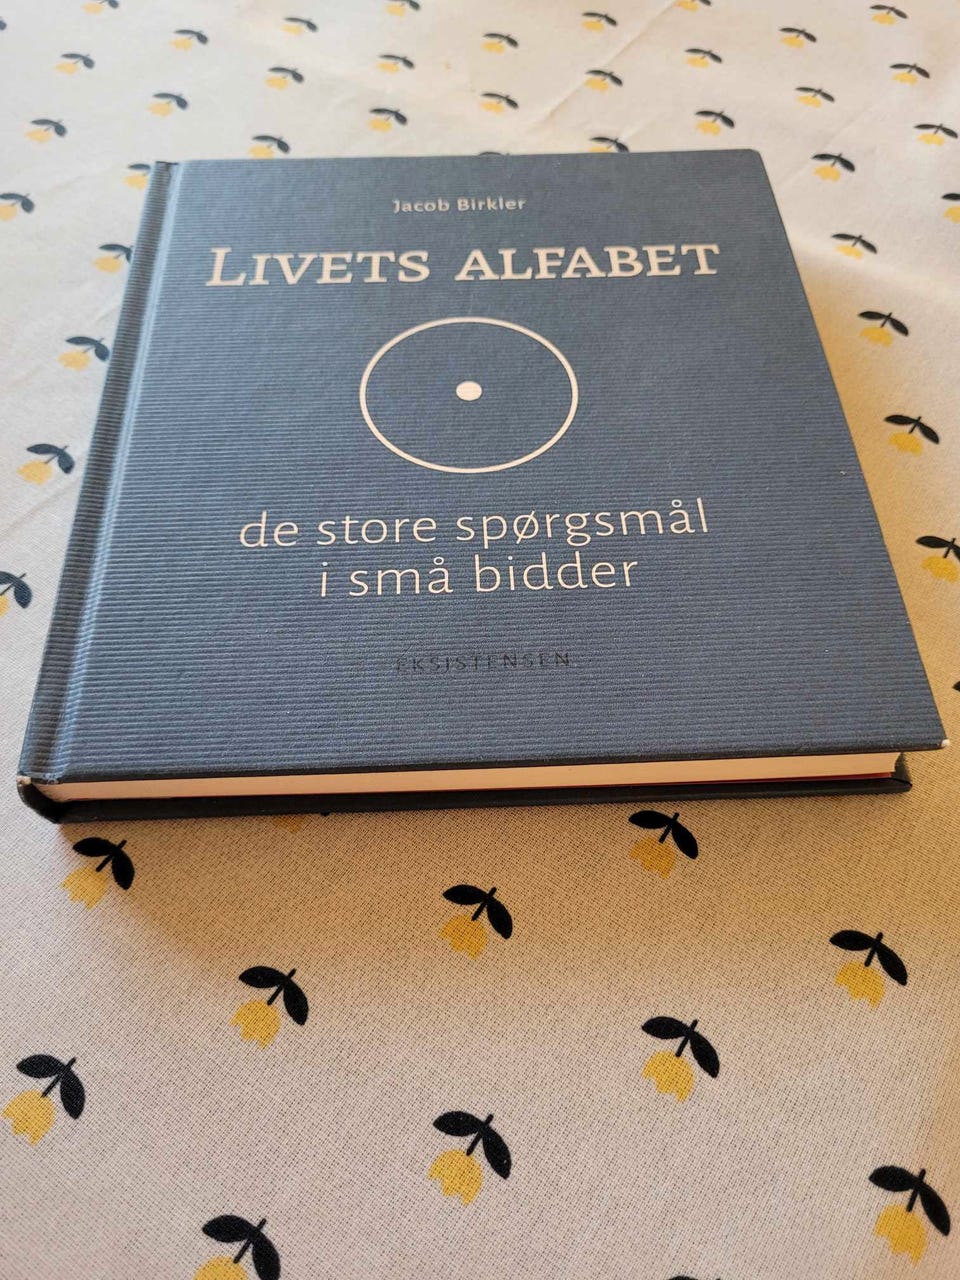 Jacob Birkler
LIVETS ALFABET
de store spørgsmål
i små bidder
EKSISTENSEN